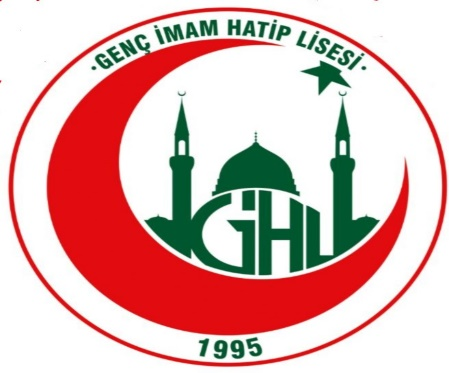 ·GENÇ İMAM HATİP LİSESİ·
GİHL
1995